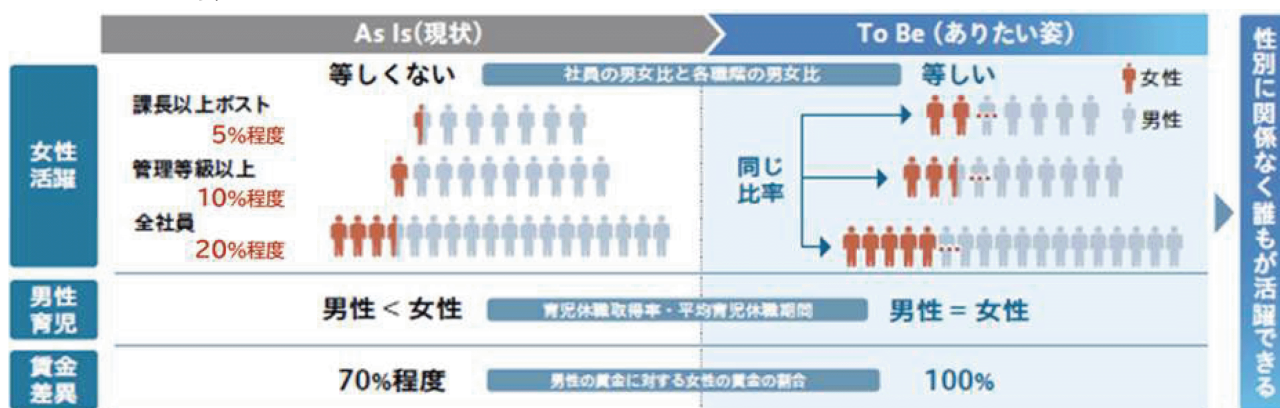 As Is(現状)
To Be (ありたい姿)
女性
活躍
等しくない
社員の男女比と各職階の男女比
等しい
女性
男性
課長以上ポスト
5%程度
管理等級以上
10%程度
全社員
20%程度
同じ
比率
男性
育児
男性 < 女性
育児休職取得率・平均育児休職期間
男性 = 女性
賃金
差異
70%程度
男性の賃金に対する女性の賃金の割合
100%
性別に関係なく誰もが活躍できる